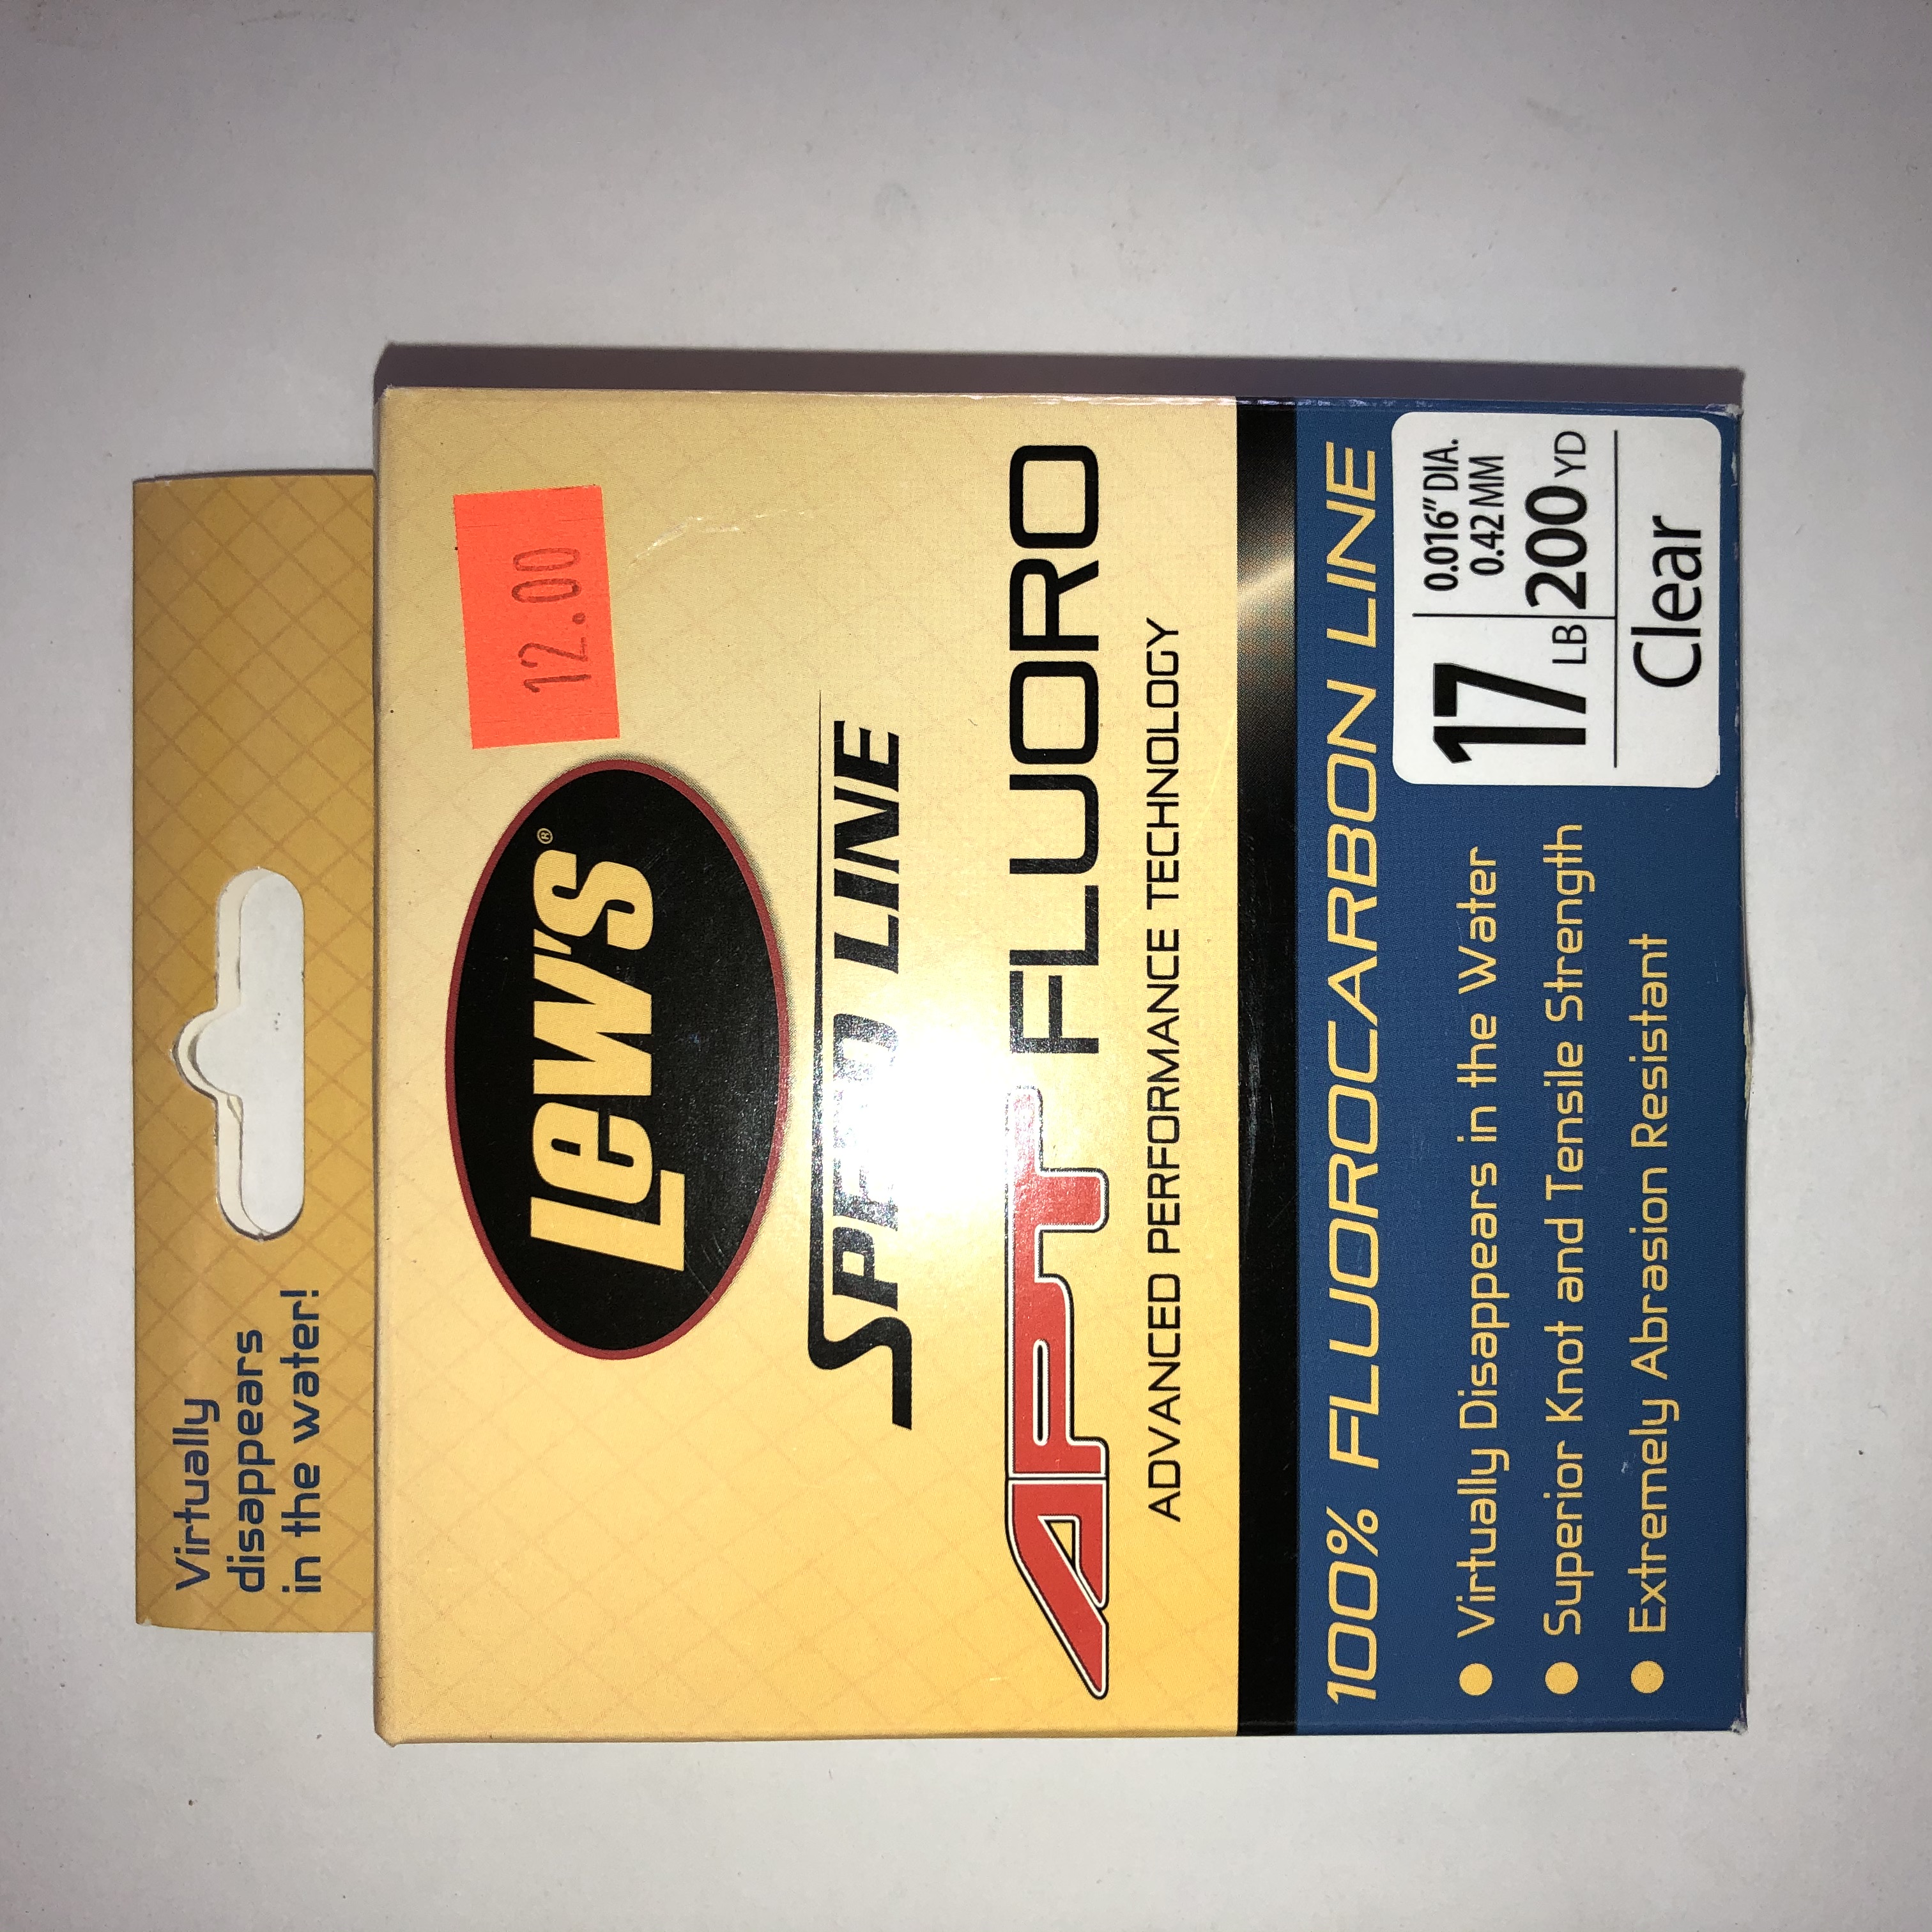 Virtually
disappears
in the water!
Lew's®
12.00
SPEED LINE
APT FLUORO
ADVANCED PERFORMANCE TECHNOLOGY
100% FLUOROCARBON LINE
• Virtually Disappears in the Water
• Superior Knot and Tensile Strength
• Extremely Abrasion Resistant
17 LB
0.016" DIA.
0.42 MM
200 YD
Clear